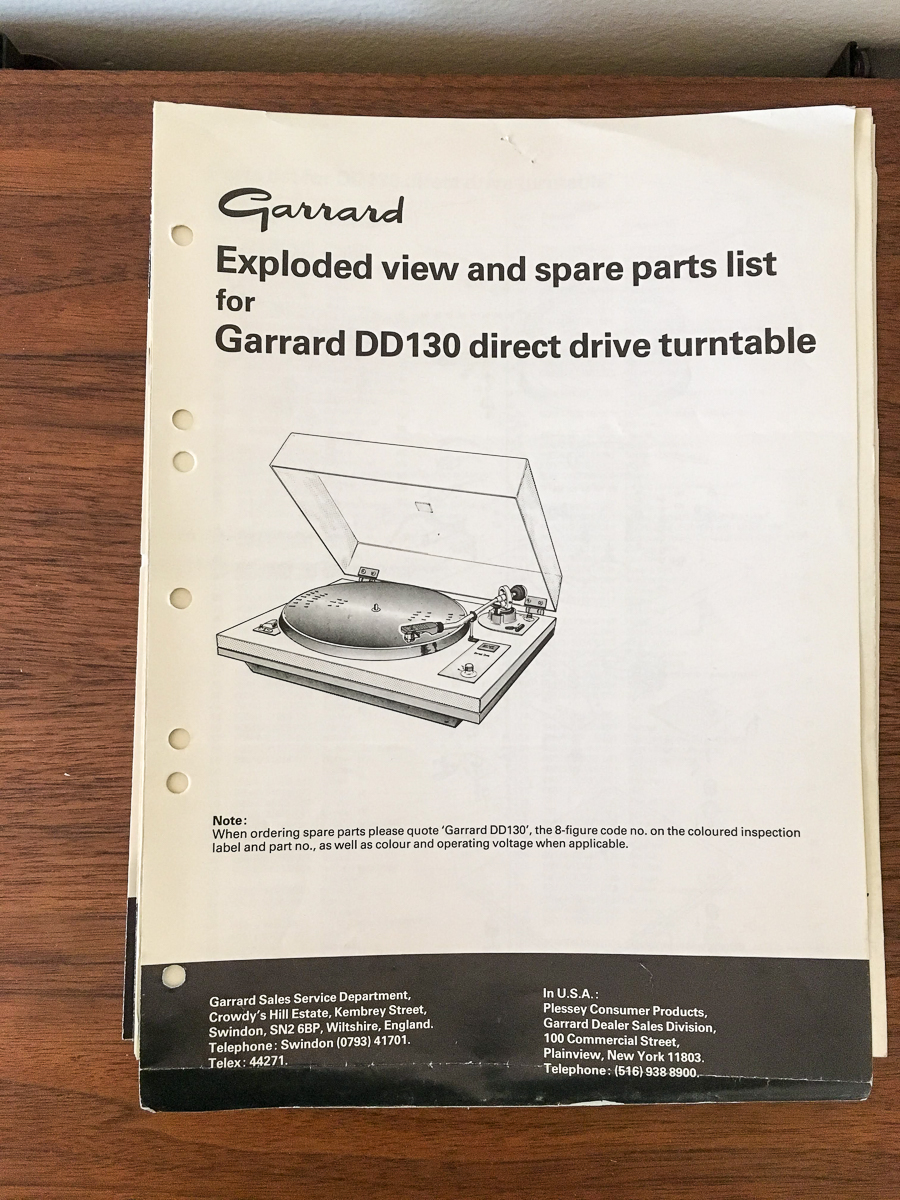 Garrard
Exploded view and spare parts list
for
Garrard DD130 direct drive turntable
Note:
When ordering spare parts please quote 'Garrard DD130', the 8-figure code no. on the coloured inspection
label and part no., as well as colour and operating voltage when applicable.
Garrard Sales Service Department,
Crowdy's Hill Estate, Kembrey Street,
Swindon, SN2 6BP, Wiltshire, England.
Telephone: Swindon (0793) 41701.
Telex: 44271.
In U.S.A.:
Plessey Consumer Products,
Garrard Dealer Sales Division,
100 Commercial Street,
Plainview, New York 11803.
Telephone: (516) 938-8900.